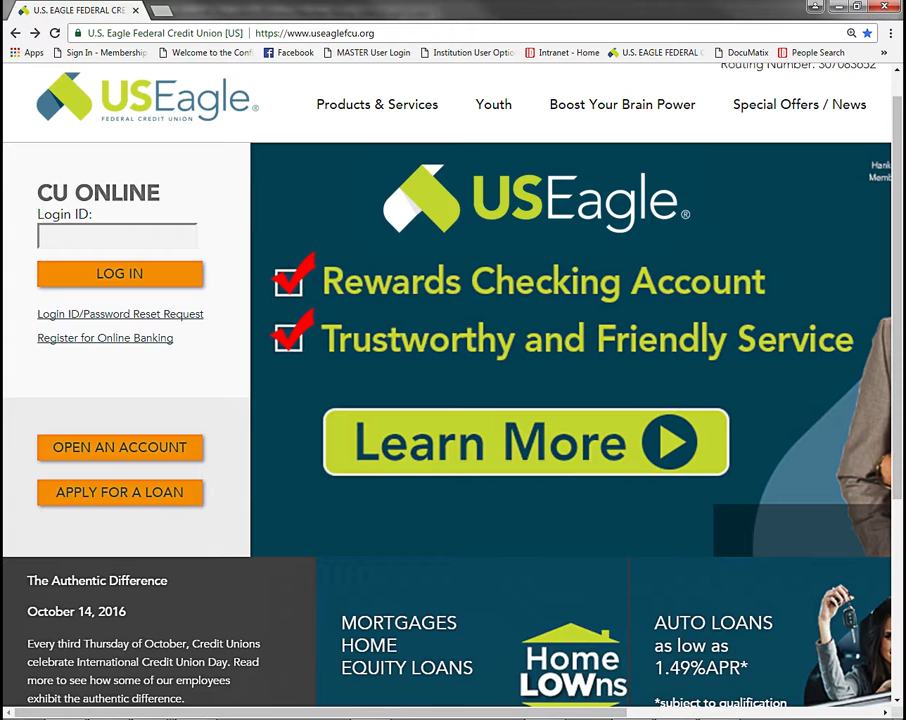 U.S. EAGLE FEDERAL CRE
U.S. Eagle Federal Credit Union [US] https://www.useaglefcu.org
Apps Sign In - Membership Welcome to the Conf Facebook MASTER User Login Institution User Optio Intranet - Home U.S. EAGLE FEDERAL C DocuMatix People Search »
Routing Number: 307083652
USEagle®
FEDERAL CREDIT UNION
Products & Services Youth Boost Your Brain Power Special Offers / News
CU ONLINE
Login ID:
LOG IN
Login ID/Password Reset Request
Register for Online Banking
OPEN AN ACCOUNT
APPLY FOR A LOAN
USEagle®
Hank
Memb
Rewards Checking Account
Trustworthy and Friendly Service
Learn More
The Authentic Difference
October 14, 2016
Every third Thursday of October, Credit Unions
celebrate International Credit Union Day. Read
more to see how some of our employees
exhibit the authentic difference.
MORTGAGES
HOME
EQUITY LOANS
Home
LOWns
AUTO LOANS
as low as
1.49%APR*
*subject to qualification